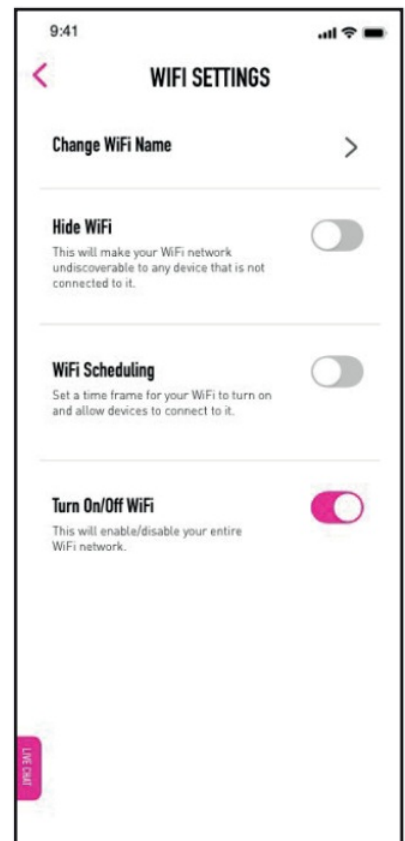 9:41
WIFI SETTINGS
Change WiFi Name
Hide WiFi
This will make your WiFi network
undiscoverable to any device that is not
connected to it.
WiFi Scheduling
Set a time frame for your WiFi to turn on
and allow devices to connect to it.
Turn On/Off WiFi
This will enable/disable your entire
WiFi network.
LIVE CHAT